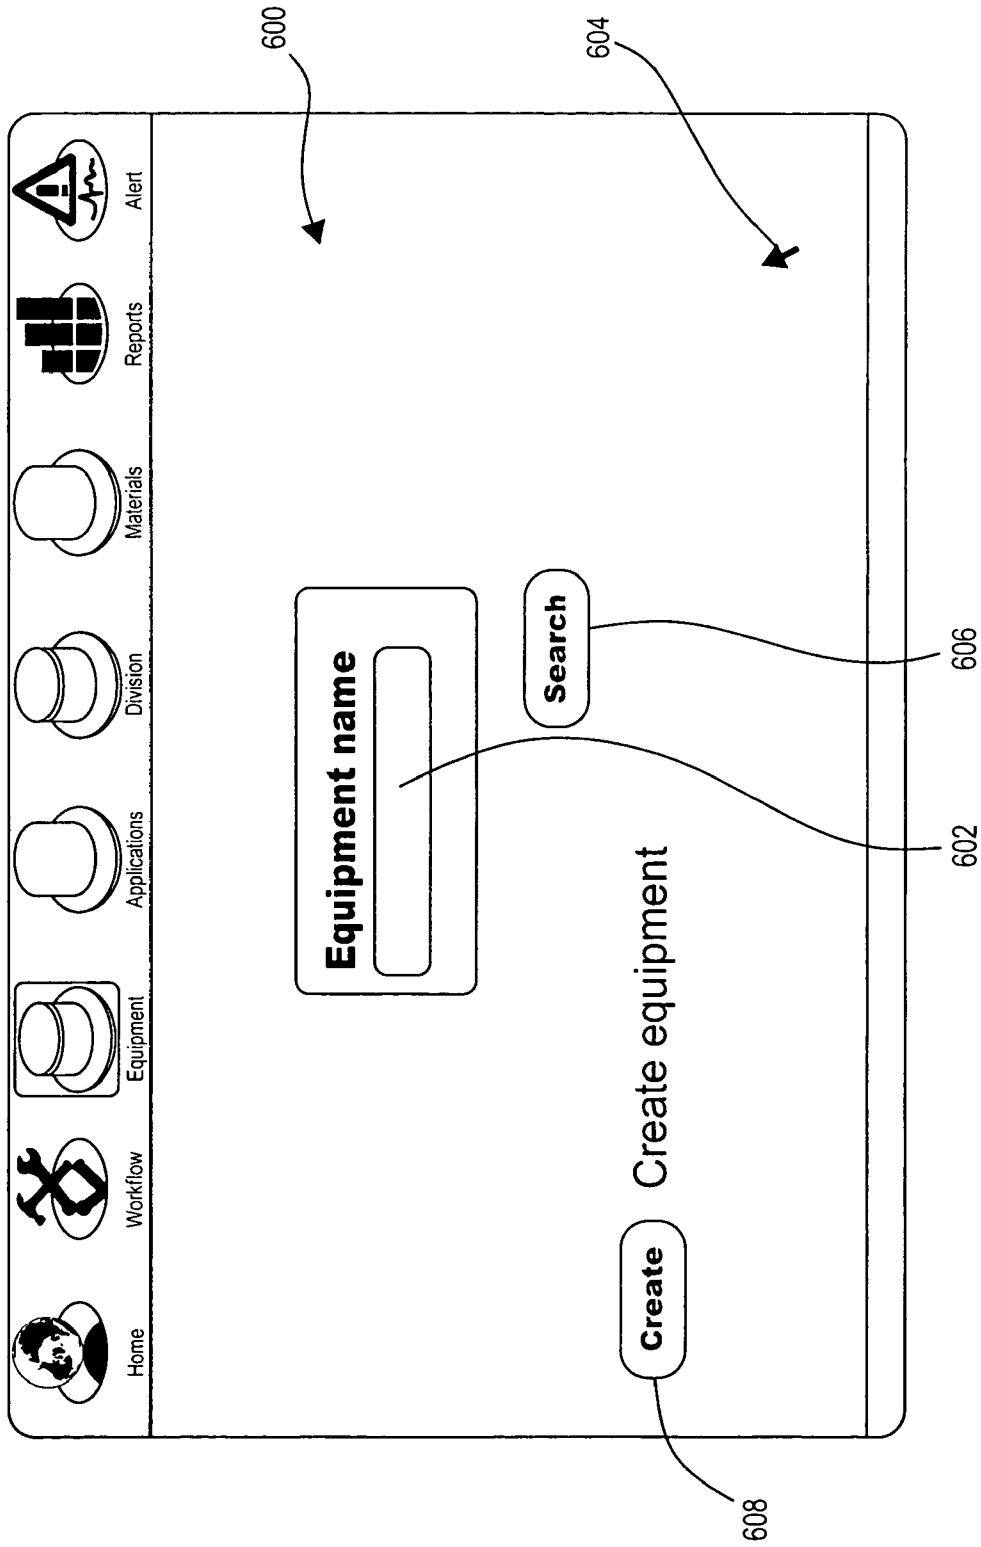 600
604
Home
Workflow
Equipment
Applications
Division
Materials
Reports
Alert
Equipment name
Search
Create
Create equipment
608
602
606